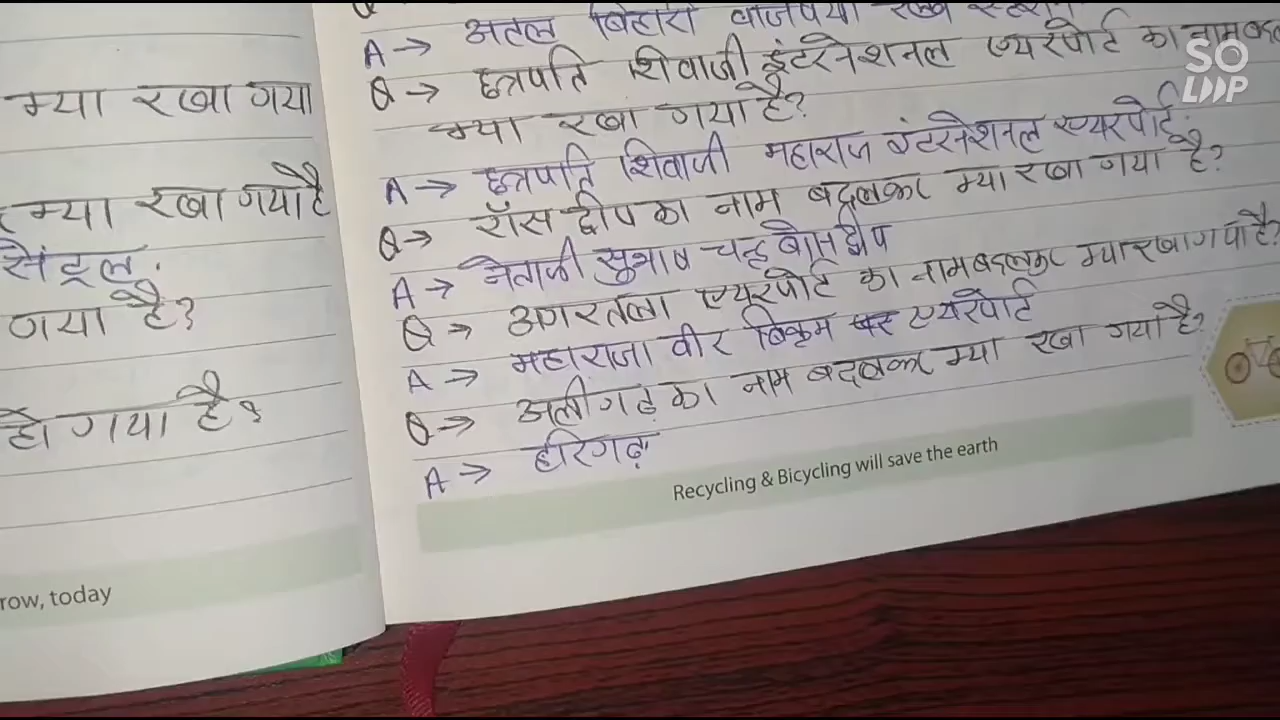 म्या रखा गया
म्या रखा गया है
सेंट्रल.
गया है?
हो गया है?
row, today
A → अटल बिहारी वाजपेयी
Q → छत्रपति शिवाजी इंटरनेशनल एयरपोर्ट का नाम
म्या रखा गया है?
A → छत्रपति शिवाजी महाराज इंटरनेशनल एयरपोर्ट.
Q → रॉस द्वीप का नाम बदलकर म्या रखा गया है?
A → नेताजी सुभाष चन्द्र बोस द्वीप
Q → अगरतला एयरपोर्ट का नाम बदलकर म्या रखा गया है?
A → महाराजा वीर बिक्रम एयरपोर्ट
Q → अलीगढ़ का नाम बदलकर म्या रखा गया है?
A → हरिगढ़
Recycling & Bicycling will save the earth
SO LOOP